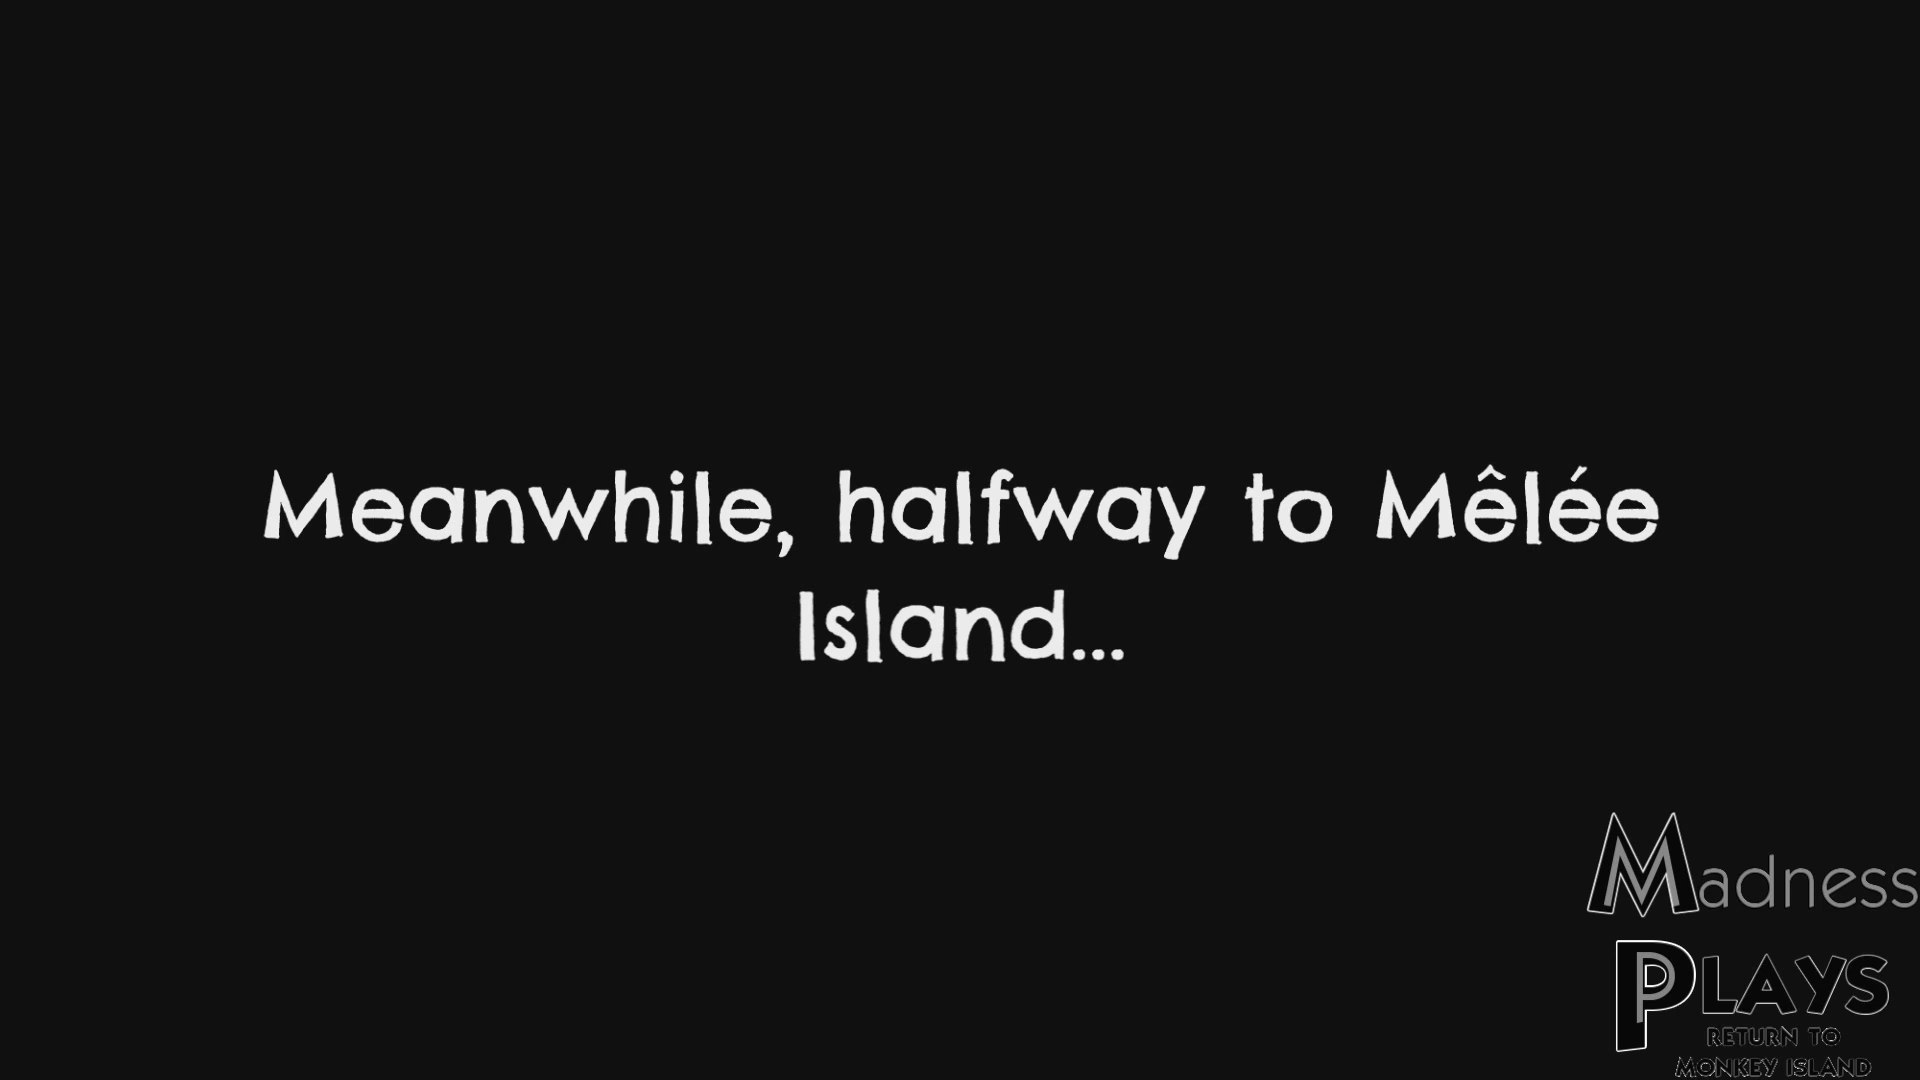 Meanwhile, halfway to Mêlée
Island...
Madness
PLAYS
RETURN TO
MONKEY ISLAND